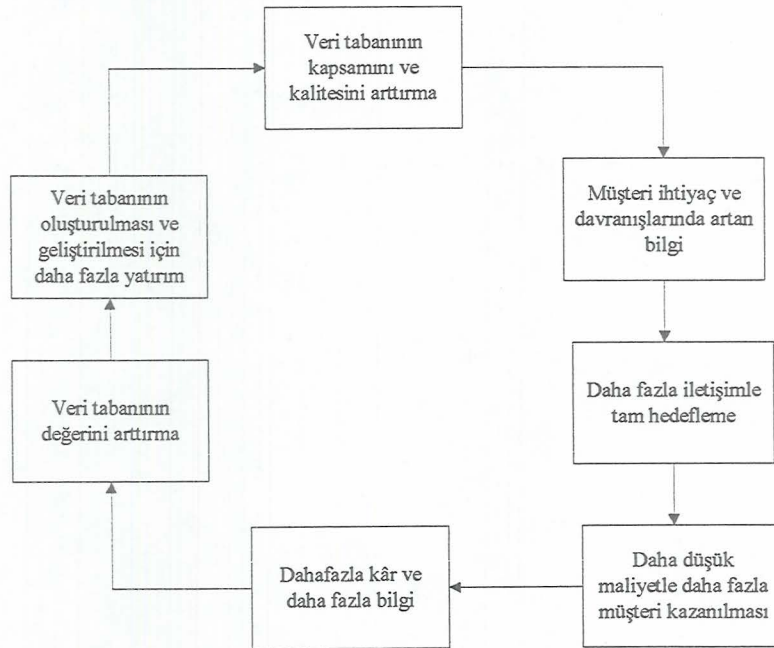 Veri tabanının
kapsamını ve
kalitesini arttırma
Müşteri ihtiyaç ve
davranışlarında artan
bilgi
Daha fazla iletişimle
tam hedefleme
Daha düşük
maliyetle daha fazla
müşteri kazanılması
Dahafazla kâr ve
daha fazla bilgi
Veri tabanının
değerini arttırma
Veri tabanının
oluşturulması ve
geliştirilmesi için
daha fazla yatırım